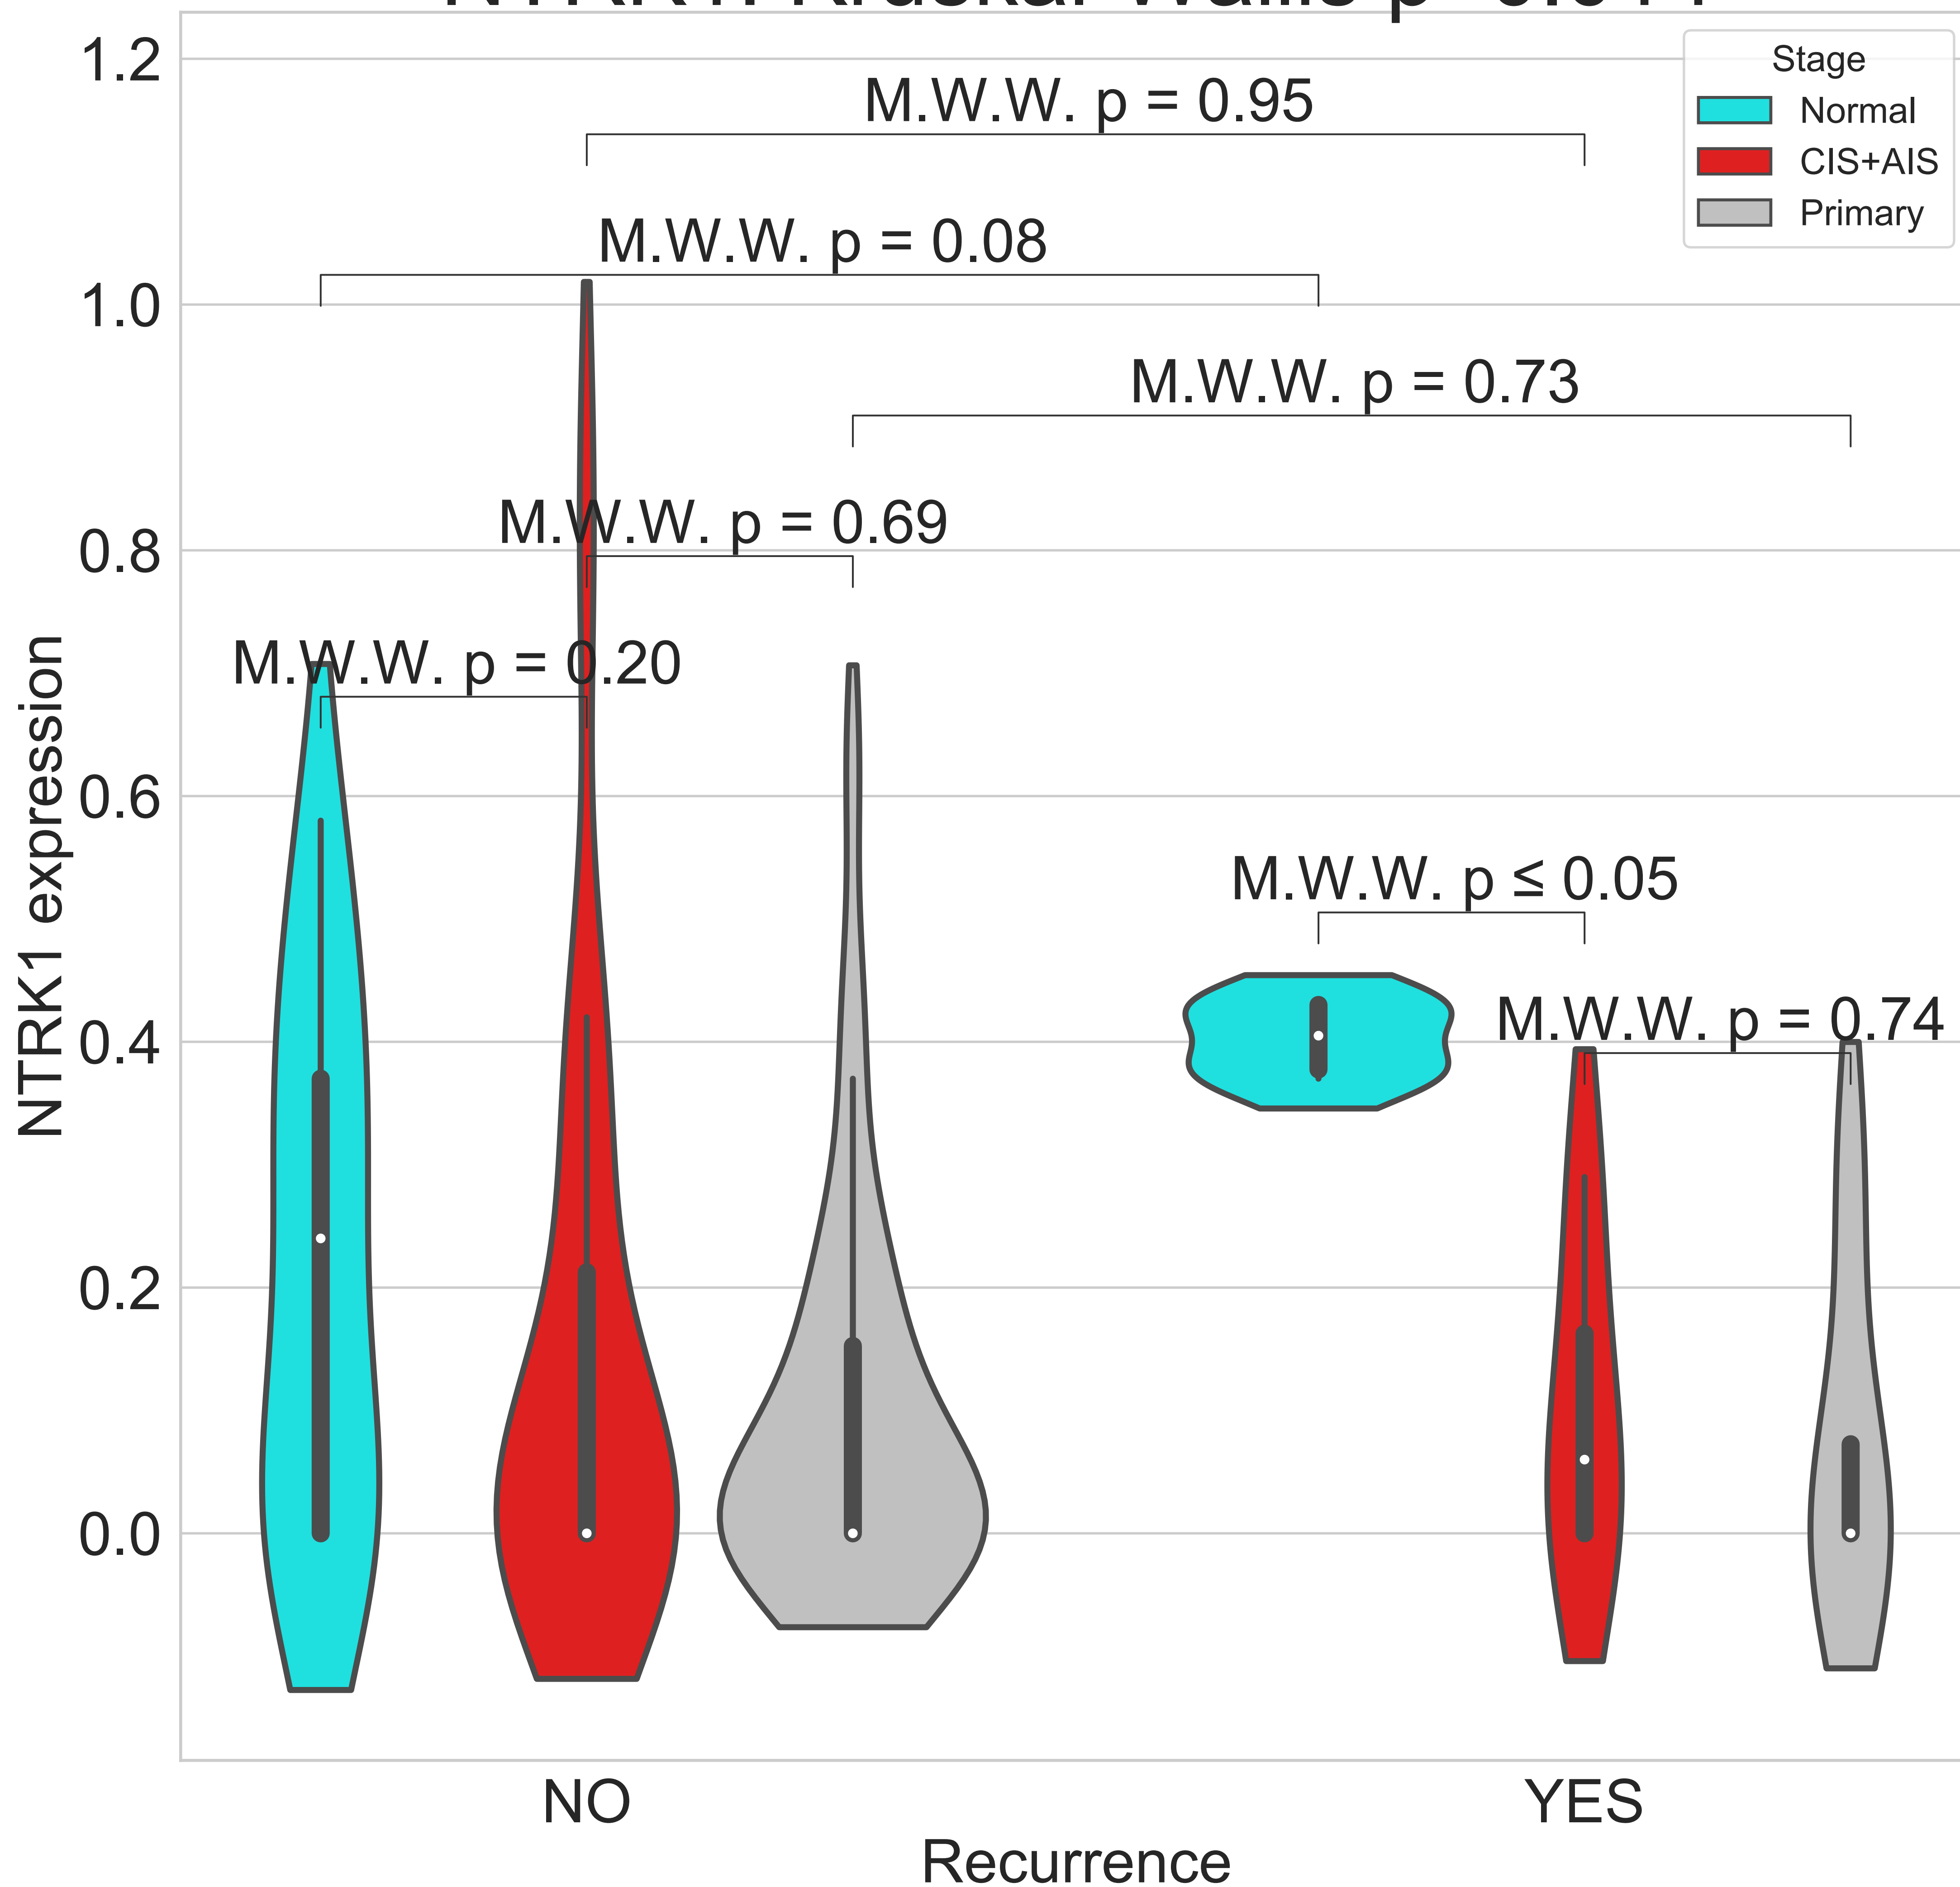 1.2
1.0
0.8
0.6
0.4
0.2
0.0
NTRK1 expression
M.W.W. p = 0.95
M.W.W. p = 0.08
M.W.W. p = 0.73
M.W.W. p = 0.69
M.W.W. p = 0.20
M.W.W. p ≤ 0.05
M.W.W. p = 0.74
Stage
Normal
CIS+AIS
Primary
NO
YES
Recurrence